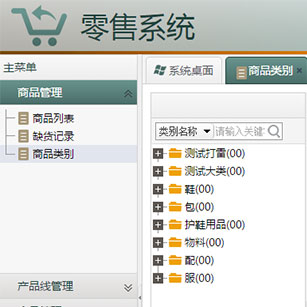 零售系统
主菜单
系统桌面
商品类别
商品管理
商品列表
缺货记录
商品类别
类别名称
请输入关键
测试打雷(00)
测试大类(00)
鞋(00)
包(00)
护鞋用品(00)
物料(00)
配(00)
服(00)
产品线管理